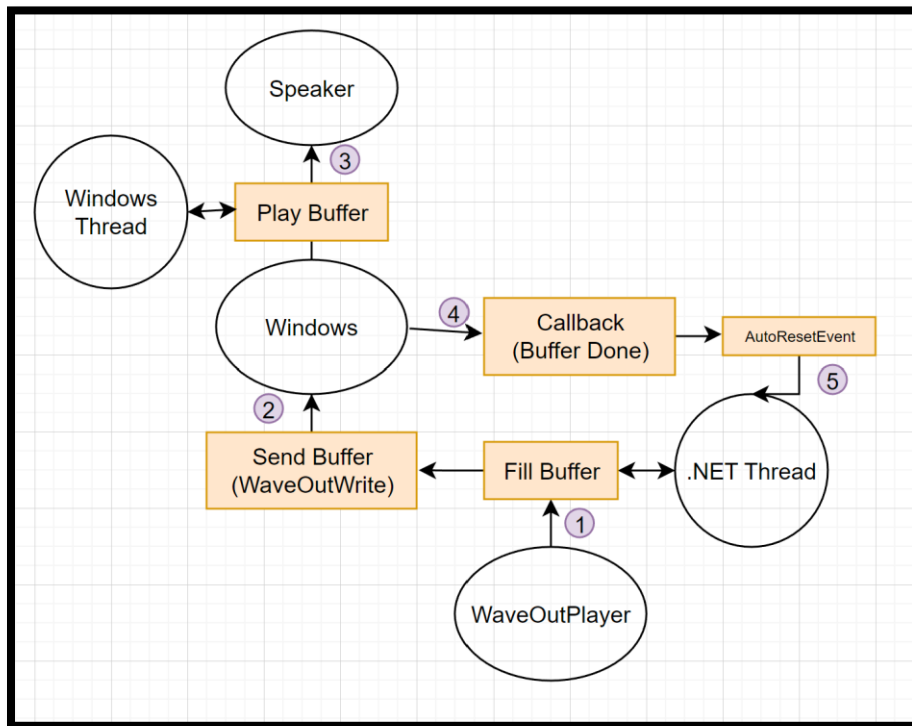 Speaker
3
Windows
Thread
Play Buffer
Windows
4
Callback
(Buffer Done)
AutoResetEvent
5
2
Send Buffer
(WaveOutWrite)
Fill Buffer
.NET Thread
1
WaveOutPlayer